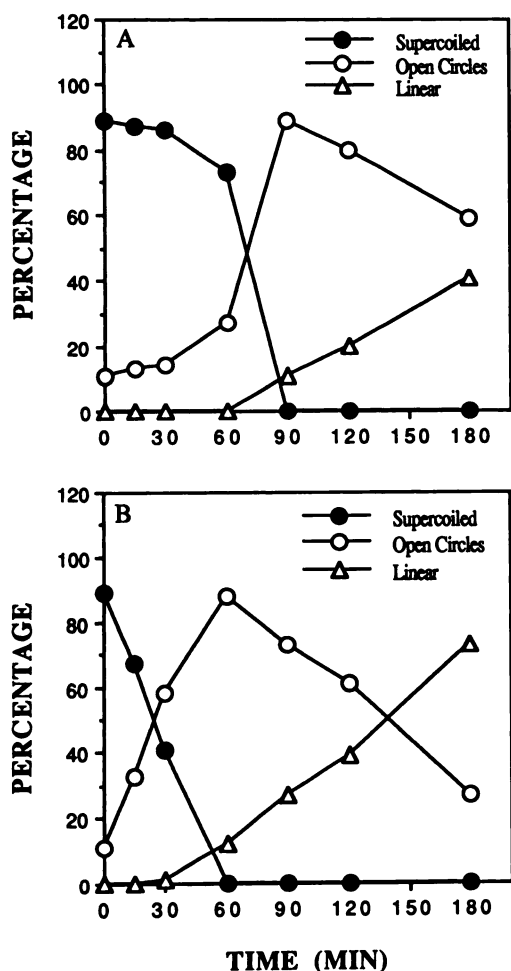 A
Supercoiled
Open Circles
Linear
PERCENTAGE
120
100
80
60
40
20
0
0 30 60 90 120 150 180
B
Supercoiled
Open Circles
Linear
PERCENTAGE
120
100
80
60
40
20
0
0 30 60 90 120 150 180
TIME (MIN)